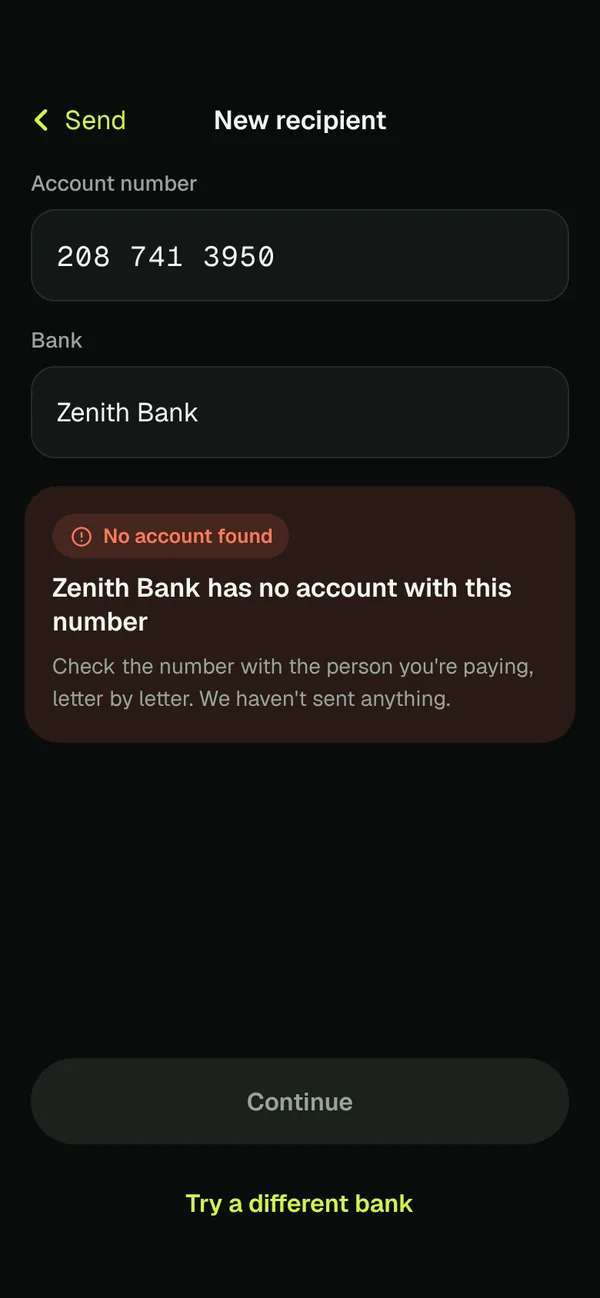 Send
New recipient
Account number
208 741 3950
Bank
Zenith Bank
No account found
Zenith Bank has no account with this
number
Check the number with the person you're paying,
letter by letter. We haven't sent anything.
Continue
Try a different bank